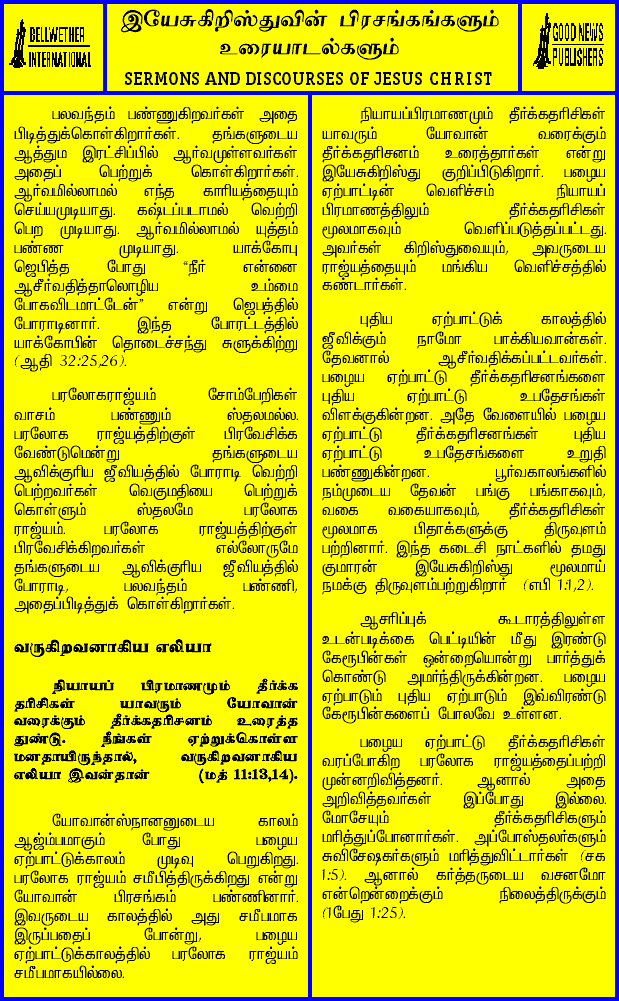 BELLWETHER
INTERNATIONAL
இயேசுகிறிஸ்துவின் பிரசங்கங்களும்
உரையாடல்களும்
SERMONS AND DISCOURSES OF JESUS CHRIST
GOOD NEWS
PUBLISHERS
பலவந்தம் பண்ணுகிறவர்கள் அதை
பிடித்துக்கொள்கிறார்கள். தங்களுடைய
ஆத்தும இரட்சிப்பில் ஆர்வமுள்ளவர்கள்
அதைப் பெற்றுக் கொள்கிறார்கள்.
ஆர்வமில்லாமல் எந்த காரியத்தையும்
செய்யமுடியாது. கஷ்டப்படாமல் வெற்றி
பெற முடியாது. ஆர்வமில்லாமல் யுத்தம்
பண்ண முடியாது. யாக்கோபு
ஜெபித்த போது “நீர் என்னை
ஆசீர்வதித்தாலொழிய உம்மை
போகவிடமாட்டேன்” என்று ஜெபத்தில்
போராடினார். இந்த போரட்டத்தில்
யாக்கோபின் தொடைச்சந்து சுளுக்கிற்று
(ஆதி 32:25,26).
பரலோகராஜ்யம் சோம்பேறிகள்
வாசம் பண்ணும் ஸ்தலமல்ல.
பரலோக ராஜ்யத்திற்குள் பிரவேசிக்க
வேண்டுமென்று தங்களுடைய
ஆவிக்குரிய ஜீவியத்தில் போராடி வெற்றி
பெற்றவர்கள் வெகுமதியை பெற்றுக்
கொள்ளும் ஸ்தலமே பரலோக
ராஜ்யம். பரலோக ராஜ்யத்திற்குள்
பிரவேசிக்கிறவர்கள் எல்லோருமே
தங்களுடைய ஆவிக்குரிய ஜீவியத்தில்
போராடி, பலவந்தம் பண்ணி,
அதைப்பிடித்துக் கொள்கிறார்கள்.
வருகிறவனாகிய எலியா
நியாயப் பிரமாணமும் தீர்க்க
தரிசிகள் யாவரும் யோவான்
வரைக்கும் தீர்க்கதரிசனம் உரைத்த
துண்டு. நீங்கள் ஏற்றுக்கொள்ள
மனதாயிருந்தால், வருகிறவனாகிய
எலியா இவன்தான் (மத் 11:13,14).
யோவான்ஸ்நானனுடைய காலம்
ஆஜ்ம்பமாகும் போது பழைய
ஏற்பாட்டுக்காலம் முடிவு பெறுகிறது.
பரலோக ராஜ்யம் சமீபித்திருக்கிறது என்று
யோவான் பிரசங்கம் பண்ணினார்.
இவருடைய காலத்தில் அது சமீபமாக
இருப்பதைப் போன்று, பழைய
ஏற்பாட்டுக்காலத்தில் பரலோக ராஜ்யம்
சமீபமாகயில்லை.
நியாயப்பிரமாணமும் தீர்க்கதரிசிகள்
யாவரும் யோவான் வரைக்கும்
தீர்க்கதரிசனம் உரைத்தார்கள் என்று
இயேசுகிறிஸ்து குறிப்பிடுகிறார். பழைய
ஏற்பாட்டின் வெளிச்சம் நியாயப்
பிரமாணத்திலும் தீர்க்கதரிசிகள்
மூலமாகவும் வெளிப்படுத்தப்பட்டது.
அவர்கள் கிறிஸ்துவையும், அவருடைய
ராஜ்யத்தையும் மங்கிய வெளிச்சத்தில்
கண்டார்கள்.
புதிய ஏற்பாட்டுக் காலத்தில்
ஜீவிக்கும் நாமோ பாக்கியவான்கள்.
தேவனால் ஆசீர்வதிக்கப்பட்டவர்கள்.
பழைய ஏற்பாட்டு தீர்க்கதரிசனங்களை
புதிய ஏற்பாட்டு உபதேசங்கள்
விளக்குகின்றன. அதே வேளையில் பழைய
ஏற்பாட்டு தீர்க்கதரிசனங்கள் புதிய
ஏற்பாட்டு உபதேசங்களை உறுதி
பண்ணுகின்றன. பூர்வகாலங்களில்
நம்முடைய தேவன் பங்கு பங்காகவும்,
வகை வகையாகவும், தீர்க்கதரிசிகள்
மூலமாக பிதாக்களுக்கு திருவுளம்
பற்றினார். இந்த கடைசி நாட்களில் தமது
குமாரன் இயேசுகிறிஸ்து மூலமாய்
நமக்கு திருவுளம்பற்றுகிறார் (எபி 1:1,2).
ஆசரிப்புக் கூடாரத்திலுள்ள
உடன்படிக்கை பெட்டியின் மீது இரண்டு
கேரூபின்கள் ஒன்றையொன்று பார்த்துக்
கொண்டு அமர்ந்திருக்கின்றன. பழைய
ஏற்பாடும் புதிய ஏற்பாடும் இவ்விரண்டு
கேரூபின்களைப் போலவே உள்ளன.
பழைய ஏற்பாட்டு தீர்க்கதரிசிகள்
வரப்போகிற பரலோக ராஜ்யத்தைப்பற்றி
முன்னறிவித்தனர். ஆனால் அதை
அறிவித்தவர்கள் இப்போது இல்லை.
மோசேயும் தீர்க்கதரிசிகளும்
மரித்துப்போனார்கள். அப்போஸ்தலர்களும்
சுவிசேஷகர்களும் மரித்துவிட்டார்கள் (சக
1:5). ஆனால் கர்த்தருடைய வசனமோ
என்றென்றைக்கும் நிலைத்திருக்கும்
(1பேது 1:25).